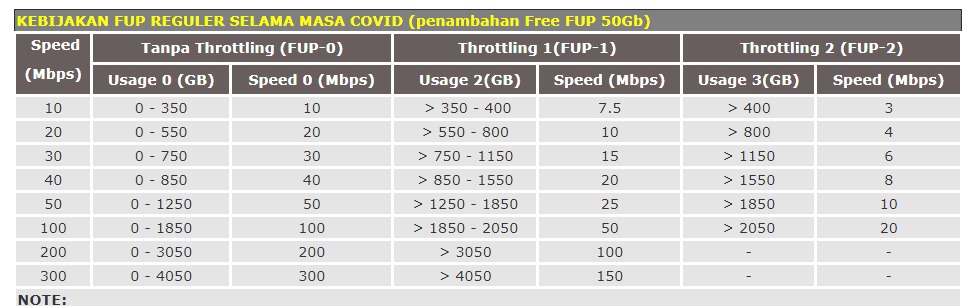 KEBIJAKAN FUP REGULER SELAMA MASA COVID (penambahan Free FUP 50Gb)
Speed (Mbps) Tanpa Throttling (FUP-0) Throttling 1(FUP-1) Throttling 2 (FUP-2)
Usage 0 (GB) Speed 0 (Mbps) Usage 2(GB) Speed (Mbps) Usage 3(GB) Speed (Mbps)
10 0 - 350 10 > 350 - 400 7.5 > 400 3
20 0 - 550 20 > 550 - 800 10 > 800 4
30 0 - 750 30 > 750 - 1150 15 > 1150 6
40 0 - 850 40 > 850 - 1550 20 > 1550 8
50 0 - 1250 50 > 1250 - 1850 25 > 1850 10
100 0 - 1850 100 > 1850 - 2050 50 > 2050 20
200 0 - 3050 200 > 3050 100 - -
300 0 - 4050 300 > 4050 150 - -
NOTE: